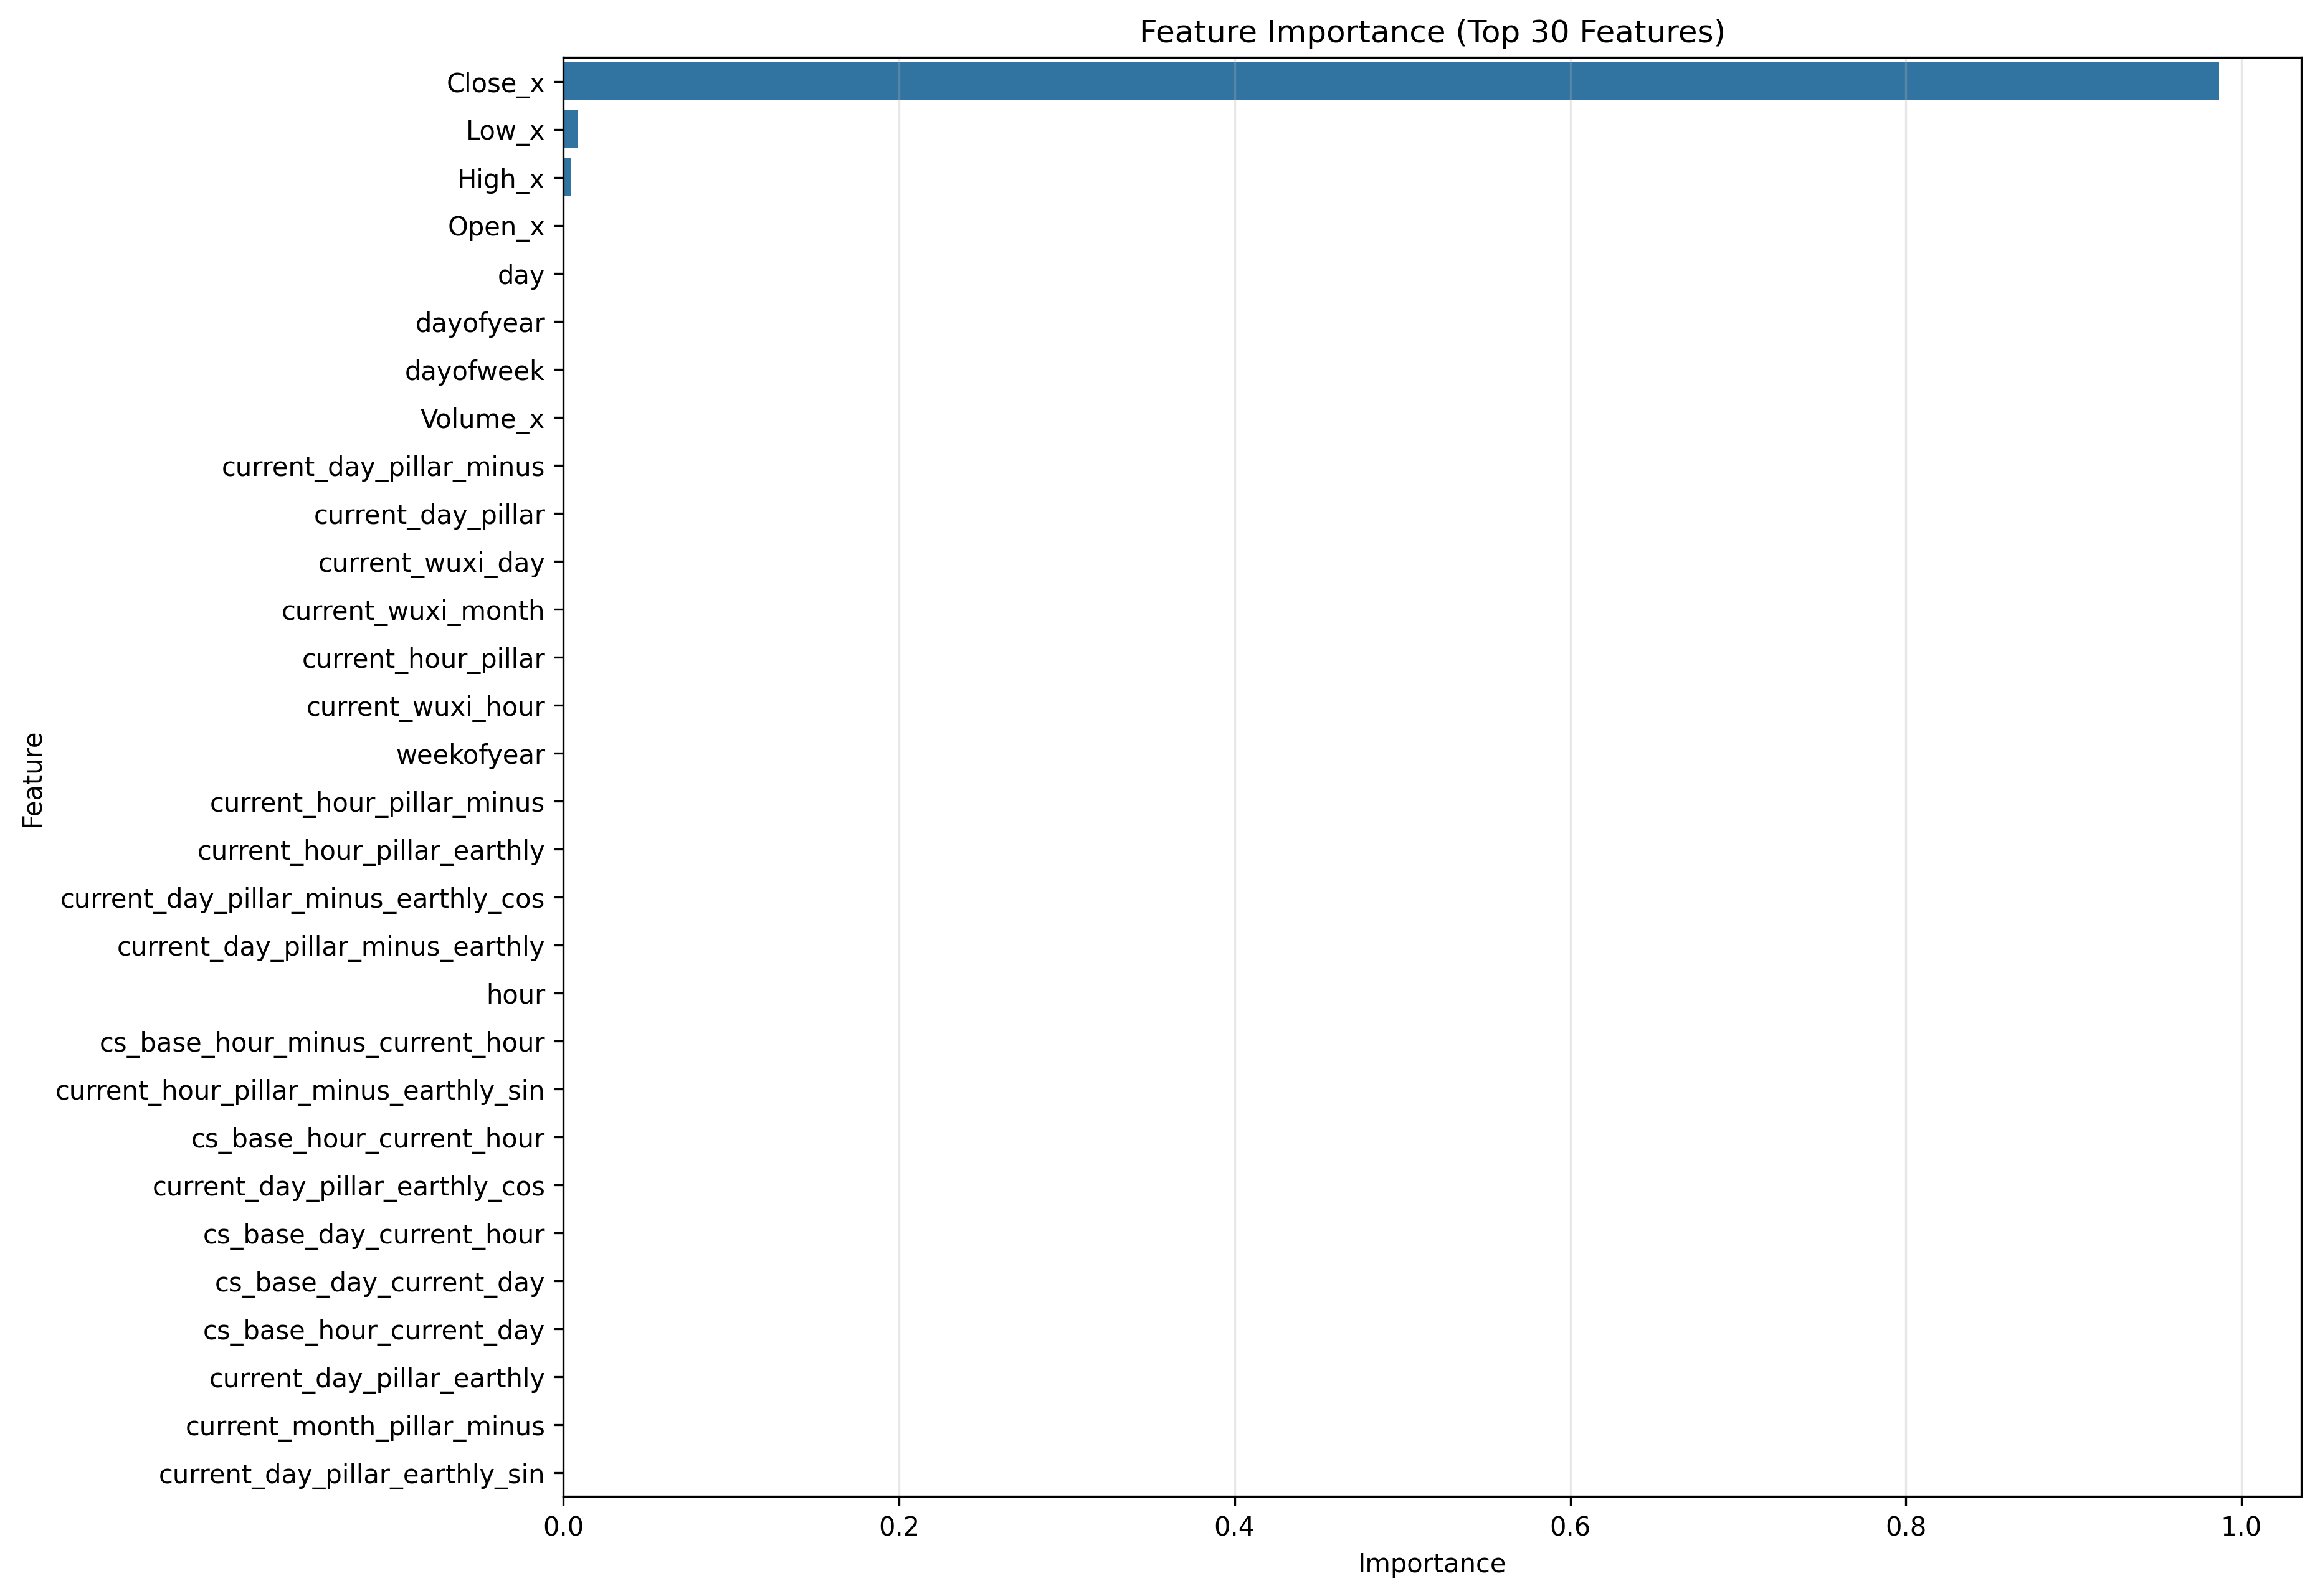 Feature Importance (Top 30 Features)
Close_x
Low_x
High_x
Open_x
day
dayofyear
dayofweek
Volume_x
current_day_pillar_minus
current_day_pillar
current_wuxi_day
current_wuxi_month
current_hour_pillar
current_wuxi_hour
weekofyear
current_hour_pillar_minus
current_hour_pillar_earthly
current_day_pillar_minus_earthly_cos
current_day_pillar_minus_earthly
hour
cs_base_hour_minus_current_hour
current_hour_pillar_minus_earthly_sin
cs_base_hour_current_hour
current_day_pillar_earthly_cos
cs_base_day_current_hour
cs_base_day_current_day
cs_base_hour_current_day
current_day_pillar_earthly
current_month_pillar_minus
current_day_pillar_earthly_sin
Feature
0.0 0.2 0.4 0.6 0.8 1.0
Importance